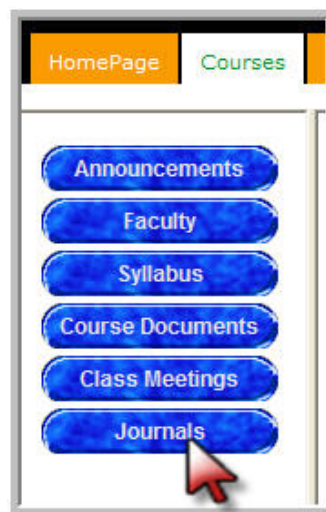 HomePage Courses
Announcements
Faculty
Syllabus
Course Documents
Class Meetings
Journals